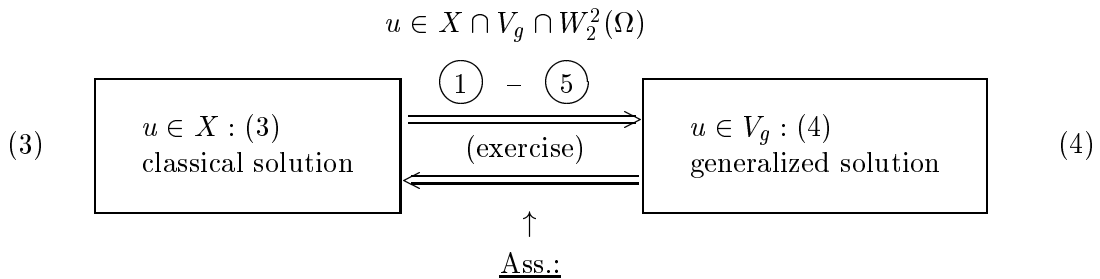 u ∈ X ∩ V_g ∩ W_2^2(Ω)
① – ⑤
(3) u ∈ X : (3) (exercise) u ∈ V_g : (4) (4)
classical solution generalized solution
↑
Ass.: